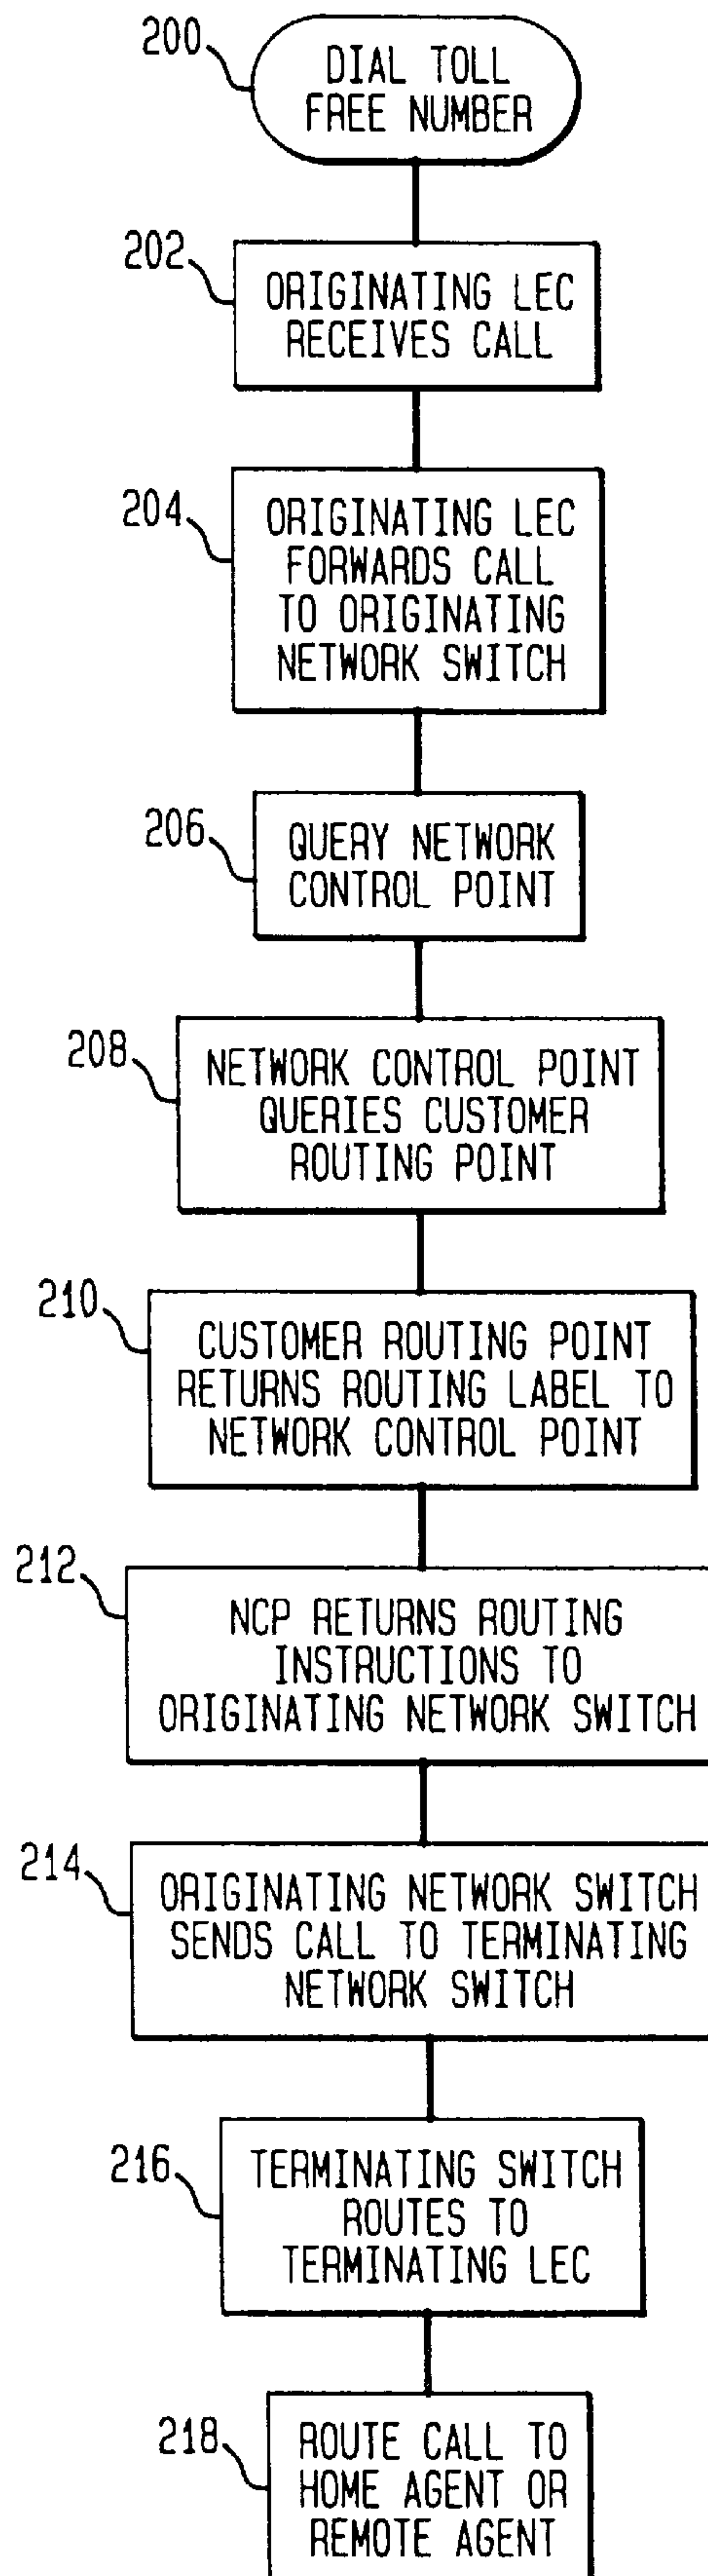 200
DIAL TOLL
FREE NUMBER
202
ORIGINATING LEC
RECEIVES CALL
204
ORIGINATING LEC
FORWARDS CALL
TO ORIGINATING
NETWORK SWITCH
206
QUERY NETWORK
CONTROL POINT
208
NETWORK CONTROL POINT
QUERIES CUSTOMER
ROUTING POINT
210
CUSTOMER ROUTING POINT
RETURNS ROUTING LABEL TO
NETWORK CONTROL POINT
212
NCP RETURNS ROUTING
INSTRUCTIONS TO
ORIGINATING NETWORK SWITCH
214
ORIGINATING NETWORK SWITCH
SENDS CALL TO TERMINATING
NETWORK SWITCH
216
TERMINATING SWITCH
ROUTES TO
TERMINATING LEC
218
ROUTE CALL TO
HOME AGENT OR
REMOTE AGENT